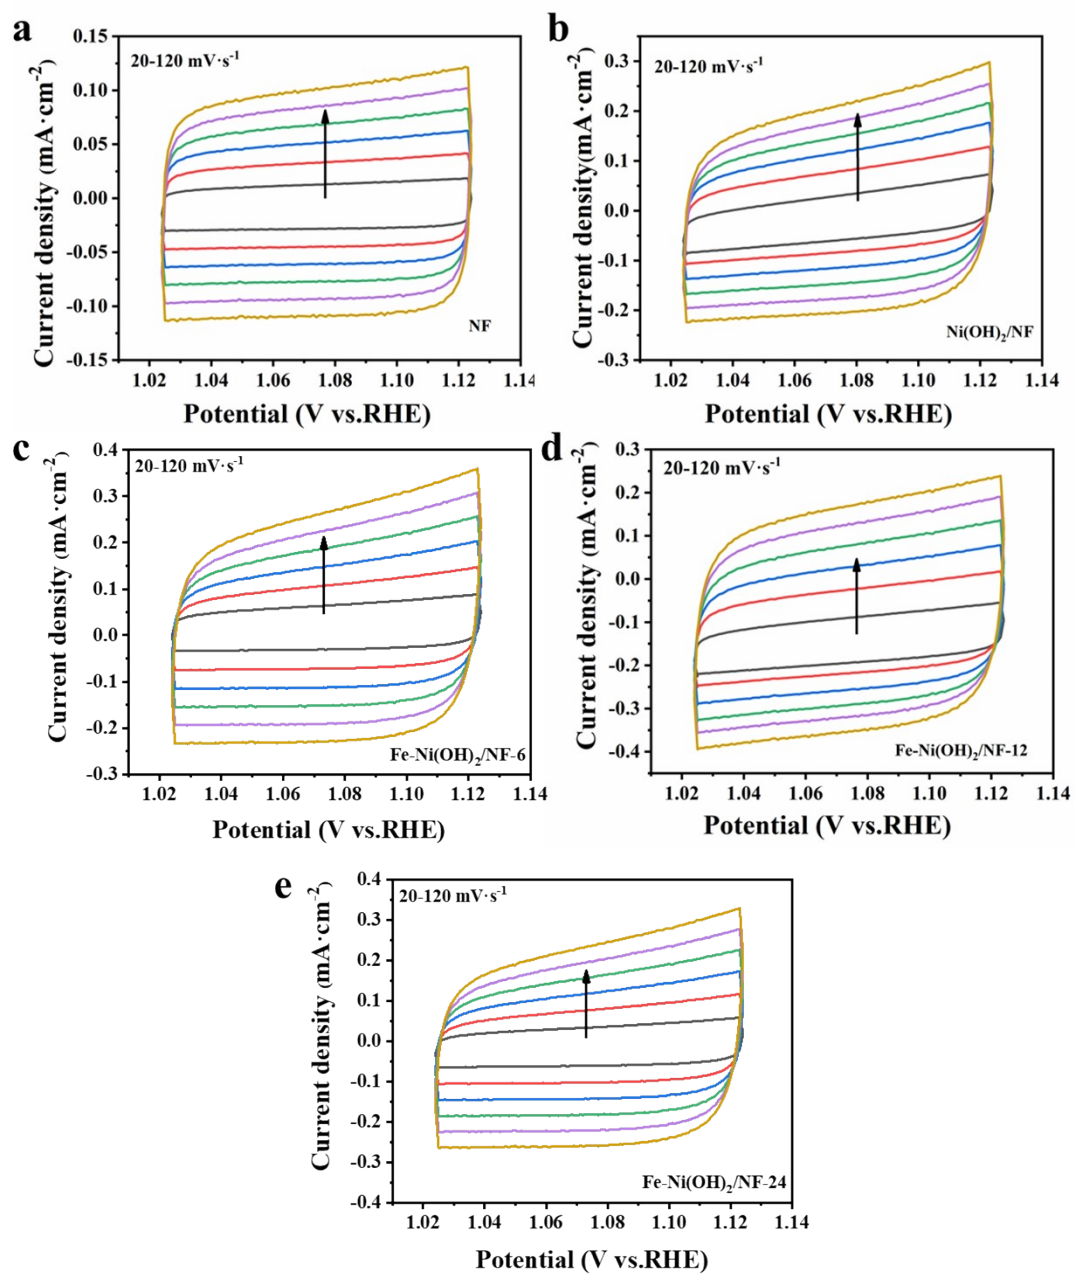 a
20-120 mV·s-1
0.15
0.10
0.05
0.00
-0.05
-0.10
-0.15
Current density (mA·cm-2)
NF
1.02 1.04 1.06 1.08 1.10 1.12 1.14
Potential (V vs.RHE)
b
20-120 mV·s-1
0.3
0.2
0.1
0.0
-0.1
-0.2
-0.3
Current density(mA·cm-2)
Ni(OH)2/NF
1.02 1.04 1.06 1.08 1.10 1.12 1.14
Potential (V vs.RHE)
c
20-120 mV·s-1
0.4
0.3
0.2
0.1
0.0
-0.1
-0.2
-0.3
Current density (mA·cm-2)
Fe-Ni(OH)2/NF-6
1.02 1.04 1.06 1.08 1.10 1.12 1.14
Potential (V vs.RHE)
d
20-120 mV·s-1
0.3
0.2
0.1
0.0
-0.1
-0.2
-0.3
-0.4
Current density (mA·cm-2)
Fe-Ni(OH)2/NF-12
1.02 1.04 1.06 1.08 1.10 1.12 1.14
Potential (V vs.RHE)
e
20-120 mV·s-1
0.4
0.3
0.2
0.1
0.0
-0.1
-0.2
-0.3
-0.4
Current density (mA·cm-2)
Fe-Ni(OH)2/NF-24
1.02 1.04 1.06 1.08 1.10 1.12 1.14
Potential (V vs.RHE)